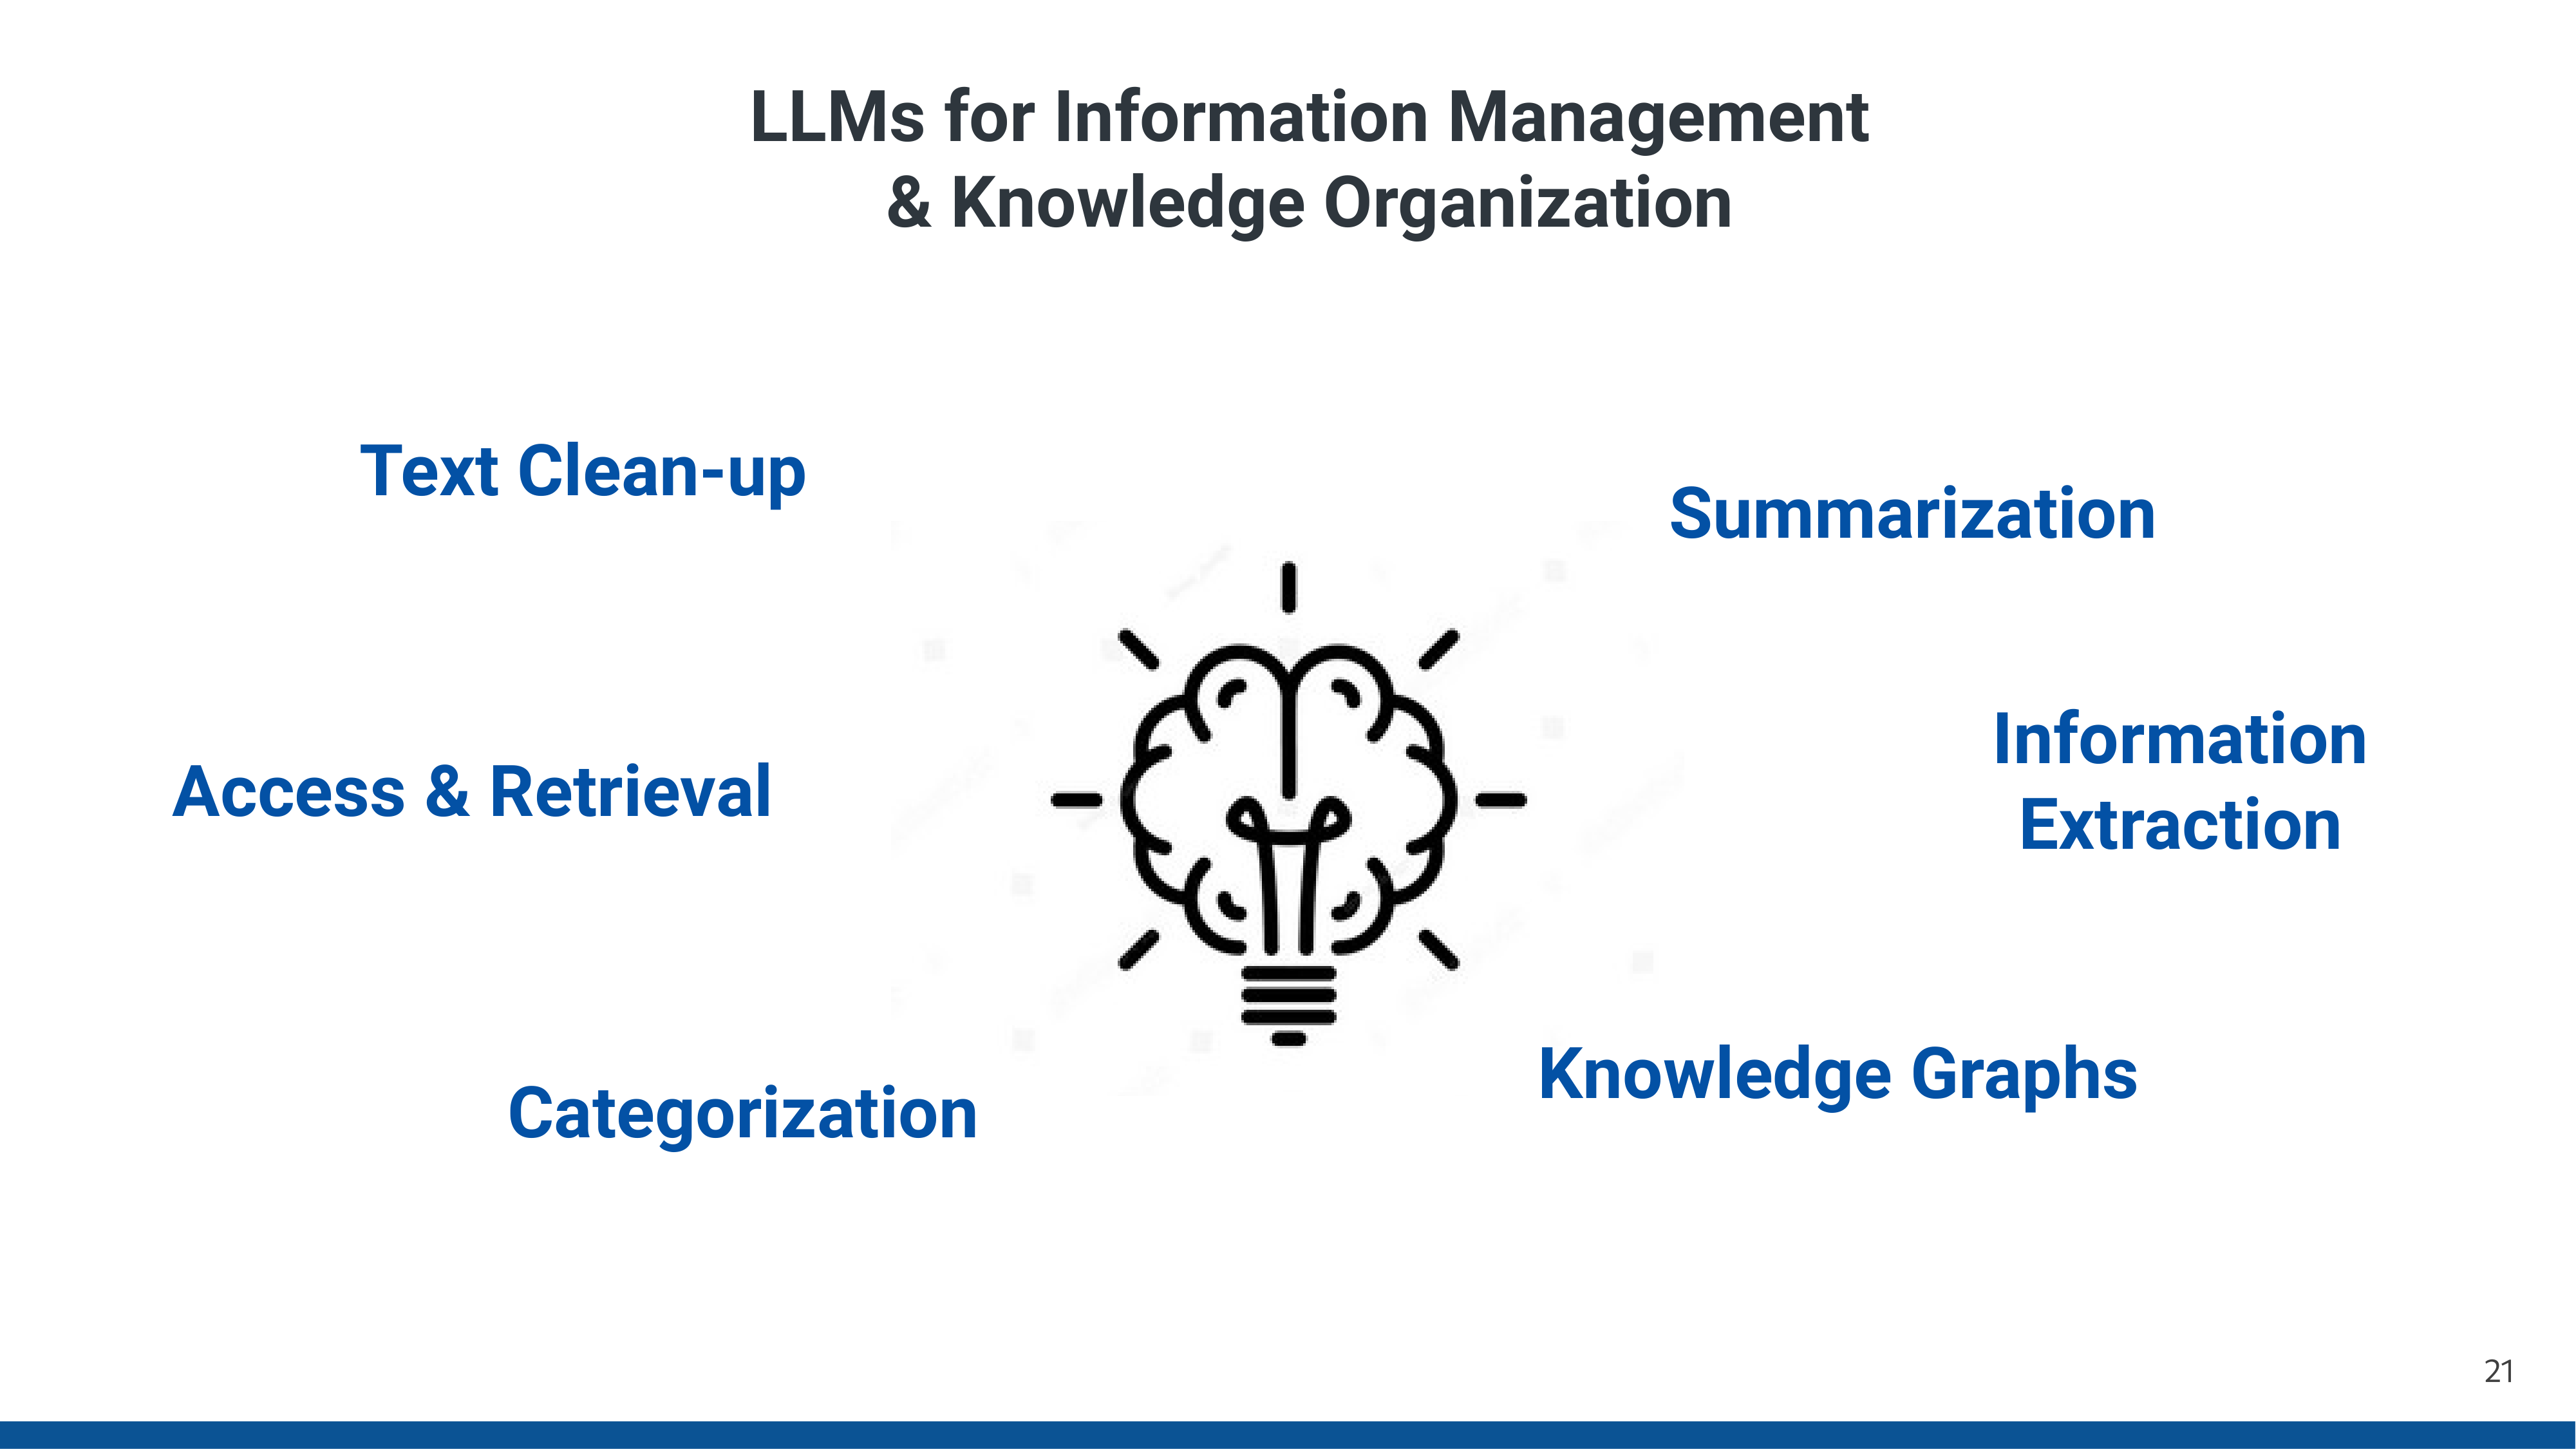 LLMs for Information Management
& Knowledge Organization
Text Clean-up
Summarization
Access & Retrieval
Information
Extraction
Categorization
Knowledge Graphs
21